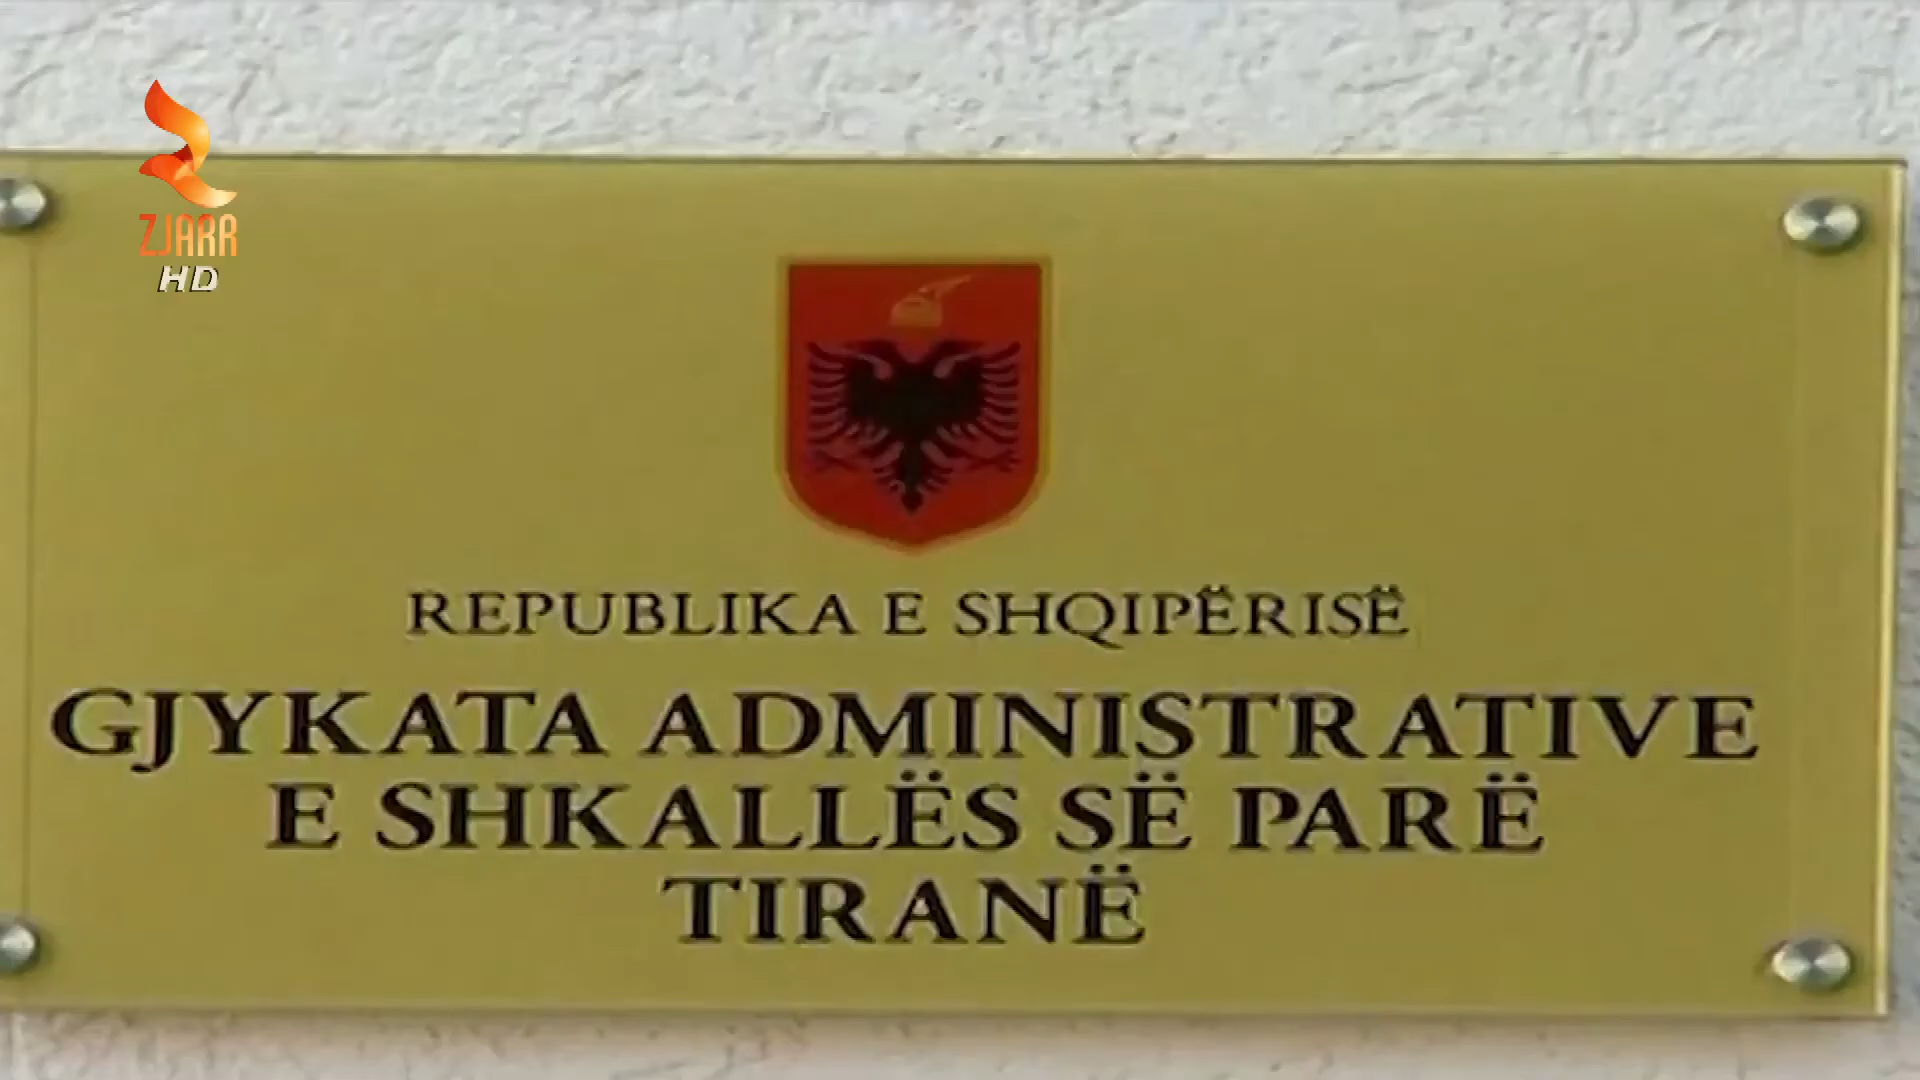 ZJARR
HD
REPUBLIKA E SHQIPËRISË
GJYKATA ADMINISTRATIVE
E SHKALLËS SË PARË
TIRANË